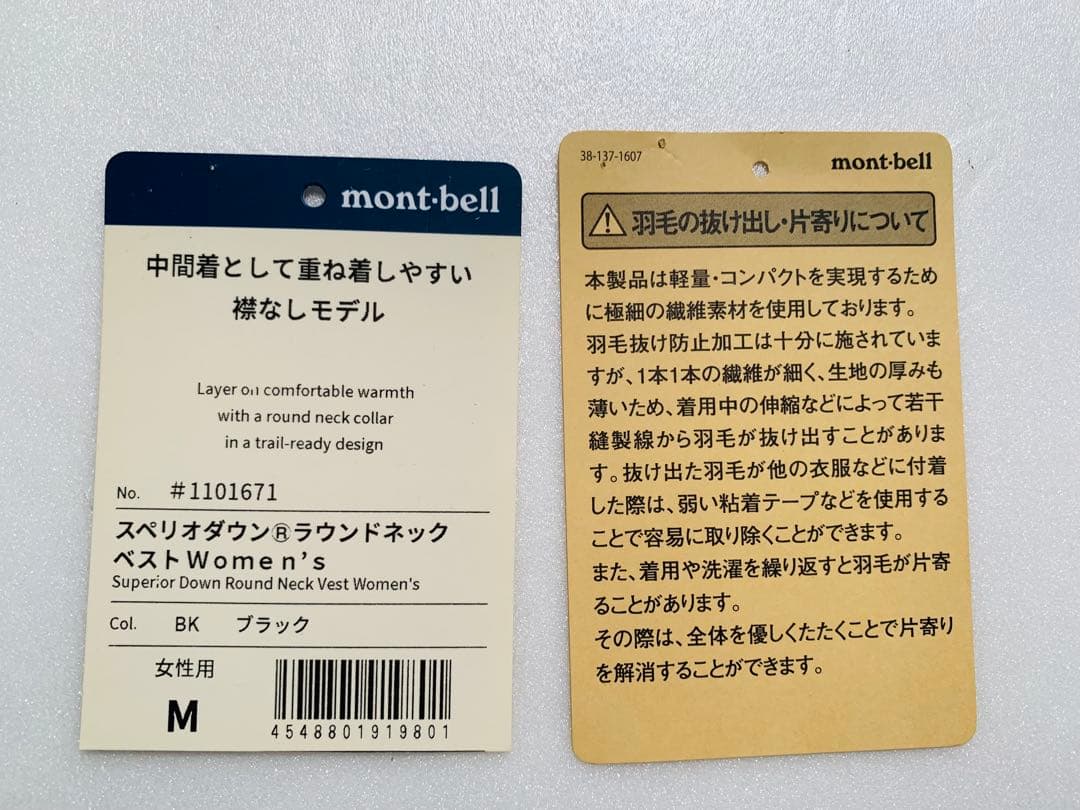 mont·bell
中間着として重ね着しやすい
襟なしモデル
Layer on comfortable warmth
with a round neck collar
in a trail-ready design
No. #1101671
スペリオダウン®ラウンドネック
ベストWomen's
Superior Down Round Neck Vest Women's
Col. BK ブラック
女性用
M
4548801919801
38-137-1607
mont·bell
⚠羽毛の抜け出し・片寄りについて
本製品は軽量・コンパクトを実現するため
に極細の繊維素材を使用しております。
羽毛抜け防止加工は十分に施されていま
すが、1本1本の繊維が細く、生地の厚みも
薄いため、着用中の伸縮などによって若干
縫製線から羽毛が抜け出すことがありま
す。抜け出た羽毛が他の衣服などに付着
した際は、弱い粘着テープなどを使用する
ことで容易に取り除くことができます。
また、着用や洗濯を繰り返すと羽毛が片寄
ることがあります。
その際は、全体を優しくたたくことで片寄り
を解消することができます。